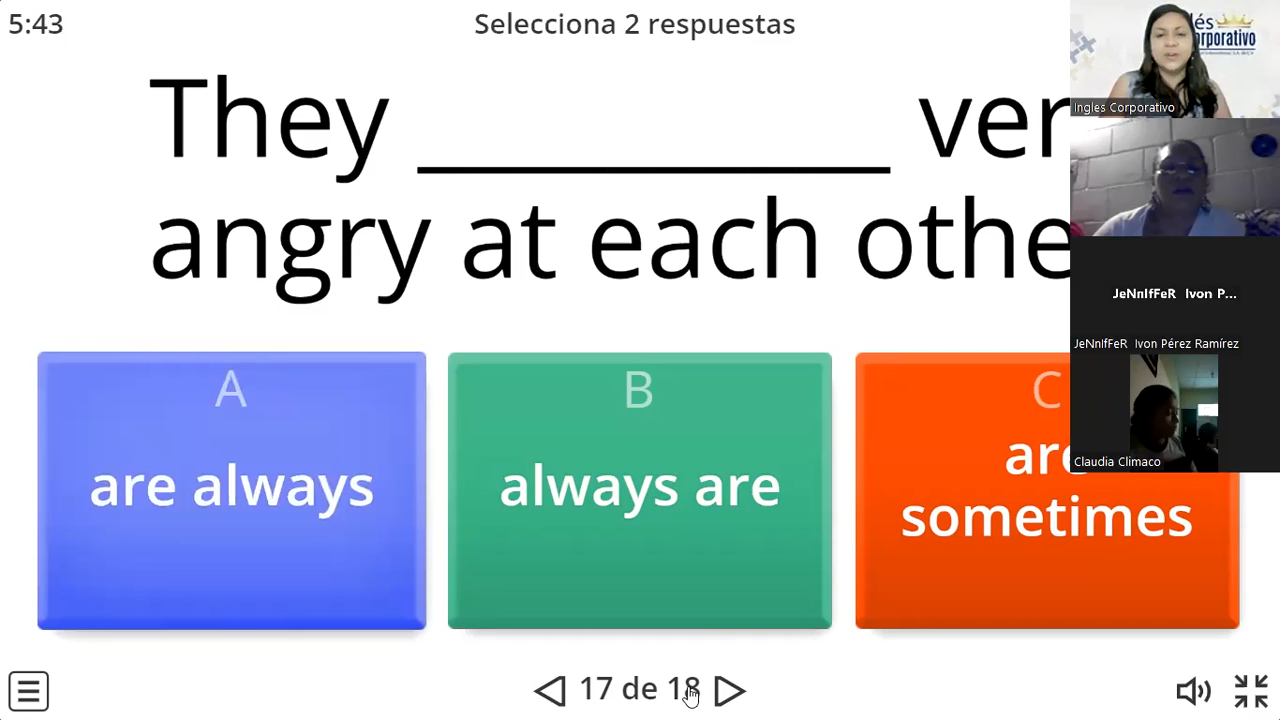 5:43
Selecciona 2 respuestas
They __________ ver
angry at each othe
A
are always
B
always are
C
are
sometimes
17 de 18
Ingles Corporativo
JeNnIfFeR Ivon P...
JeNnIfFeR Ivon Pérez Ramírez
Claudia Climaco